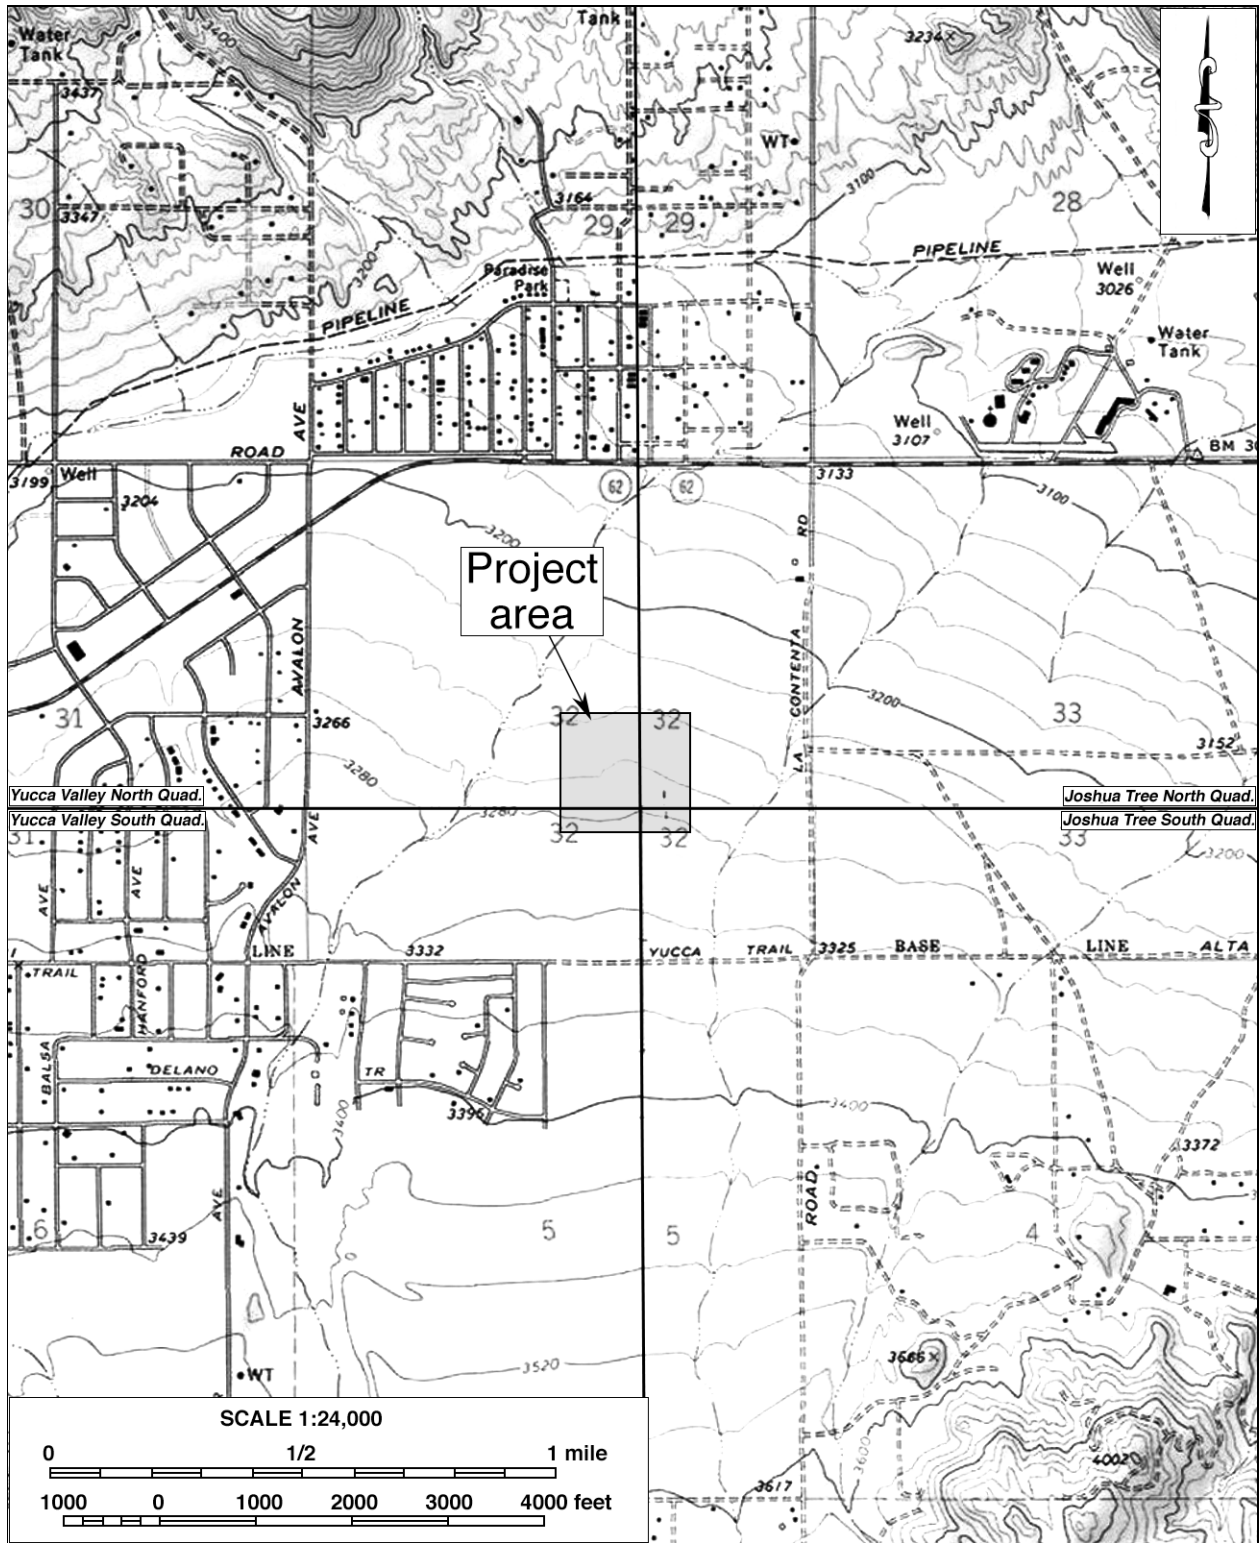 Water
Tank
3400
Tank
3234
3437
WT
3100
30
3347
3164
29
29
28
3200
PIPELINE
Paradise
Park
PIPELINE
Well
3026
Water
Tank
AVE
Well
3107
ROAD
BM
3199
Well
3204
62
62
3133
3100
RD
3200
Project
area
CONTENTA
AVALON
3200
31
3266
32
32
33
LA
3152
3280
Yucca Valley North Quad.
Joshua Tree North Quad.
Yucca Valley South Quad.
3280
Joshua Tree South Quad.
31
AVE
32
32
33
3200
AVE
AVE
AVALON
LINE
3332
YUCCA
TRAIL
3325
BASE
LINE
ALTA
TRAIL
HANFORD
BALSA
DELANO
TR
3395
3400
3400
3372
AVE
ROAD
6
3439
5
5
4
3520
3666
WT
SCALE 1:24,000
0
1/2
1 mile
1000
0
1000
2000
3000
4000 feet
3600
4002
3617